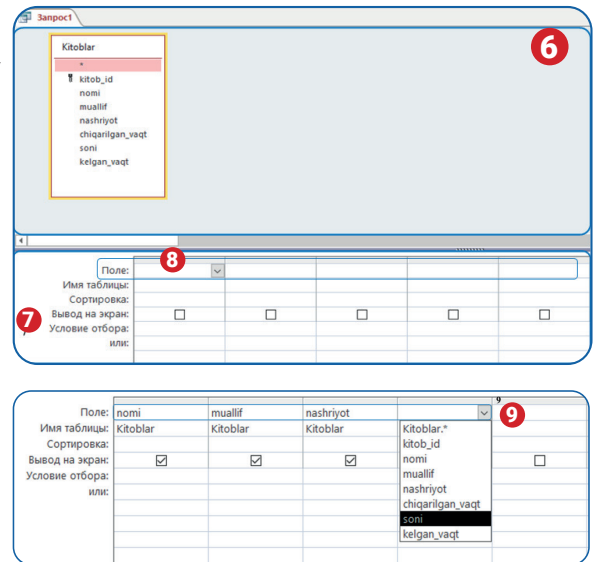 Запрос1
6
Kitoblar
*
kitob_id
nomi
muallif
nashriyot
chiqarilgan_vaqt
soni
kelgan_vaqt
8
Поле:
Имя таблицы:
Сортировка:
7
Вывод на экран:
Условие отбора:
или:
9
Поле: nomi muallif nashriyot
9
Имя таблицы: Kitoblar Kitoblar Kitoblar Kitoblar.*
Сортировка: kitob_id
Вывод на экран: nomi
Условие отбора: muallif
или: nashriyot
chiqarilgan_vaqt
soni
kelgan_vaqt